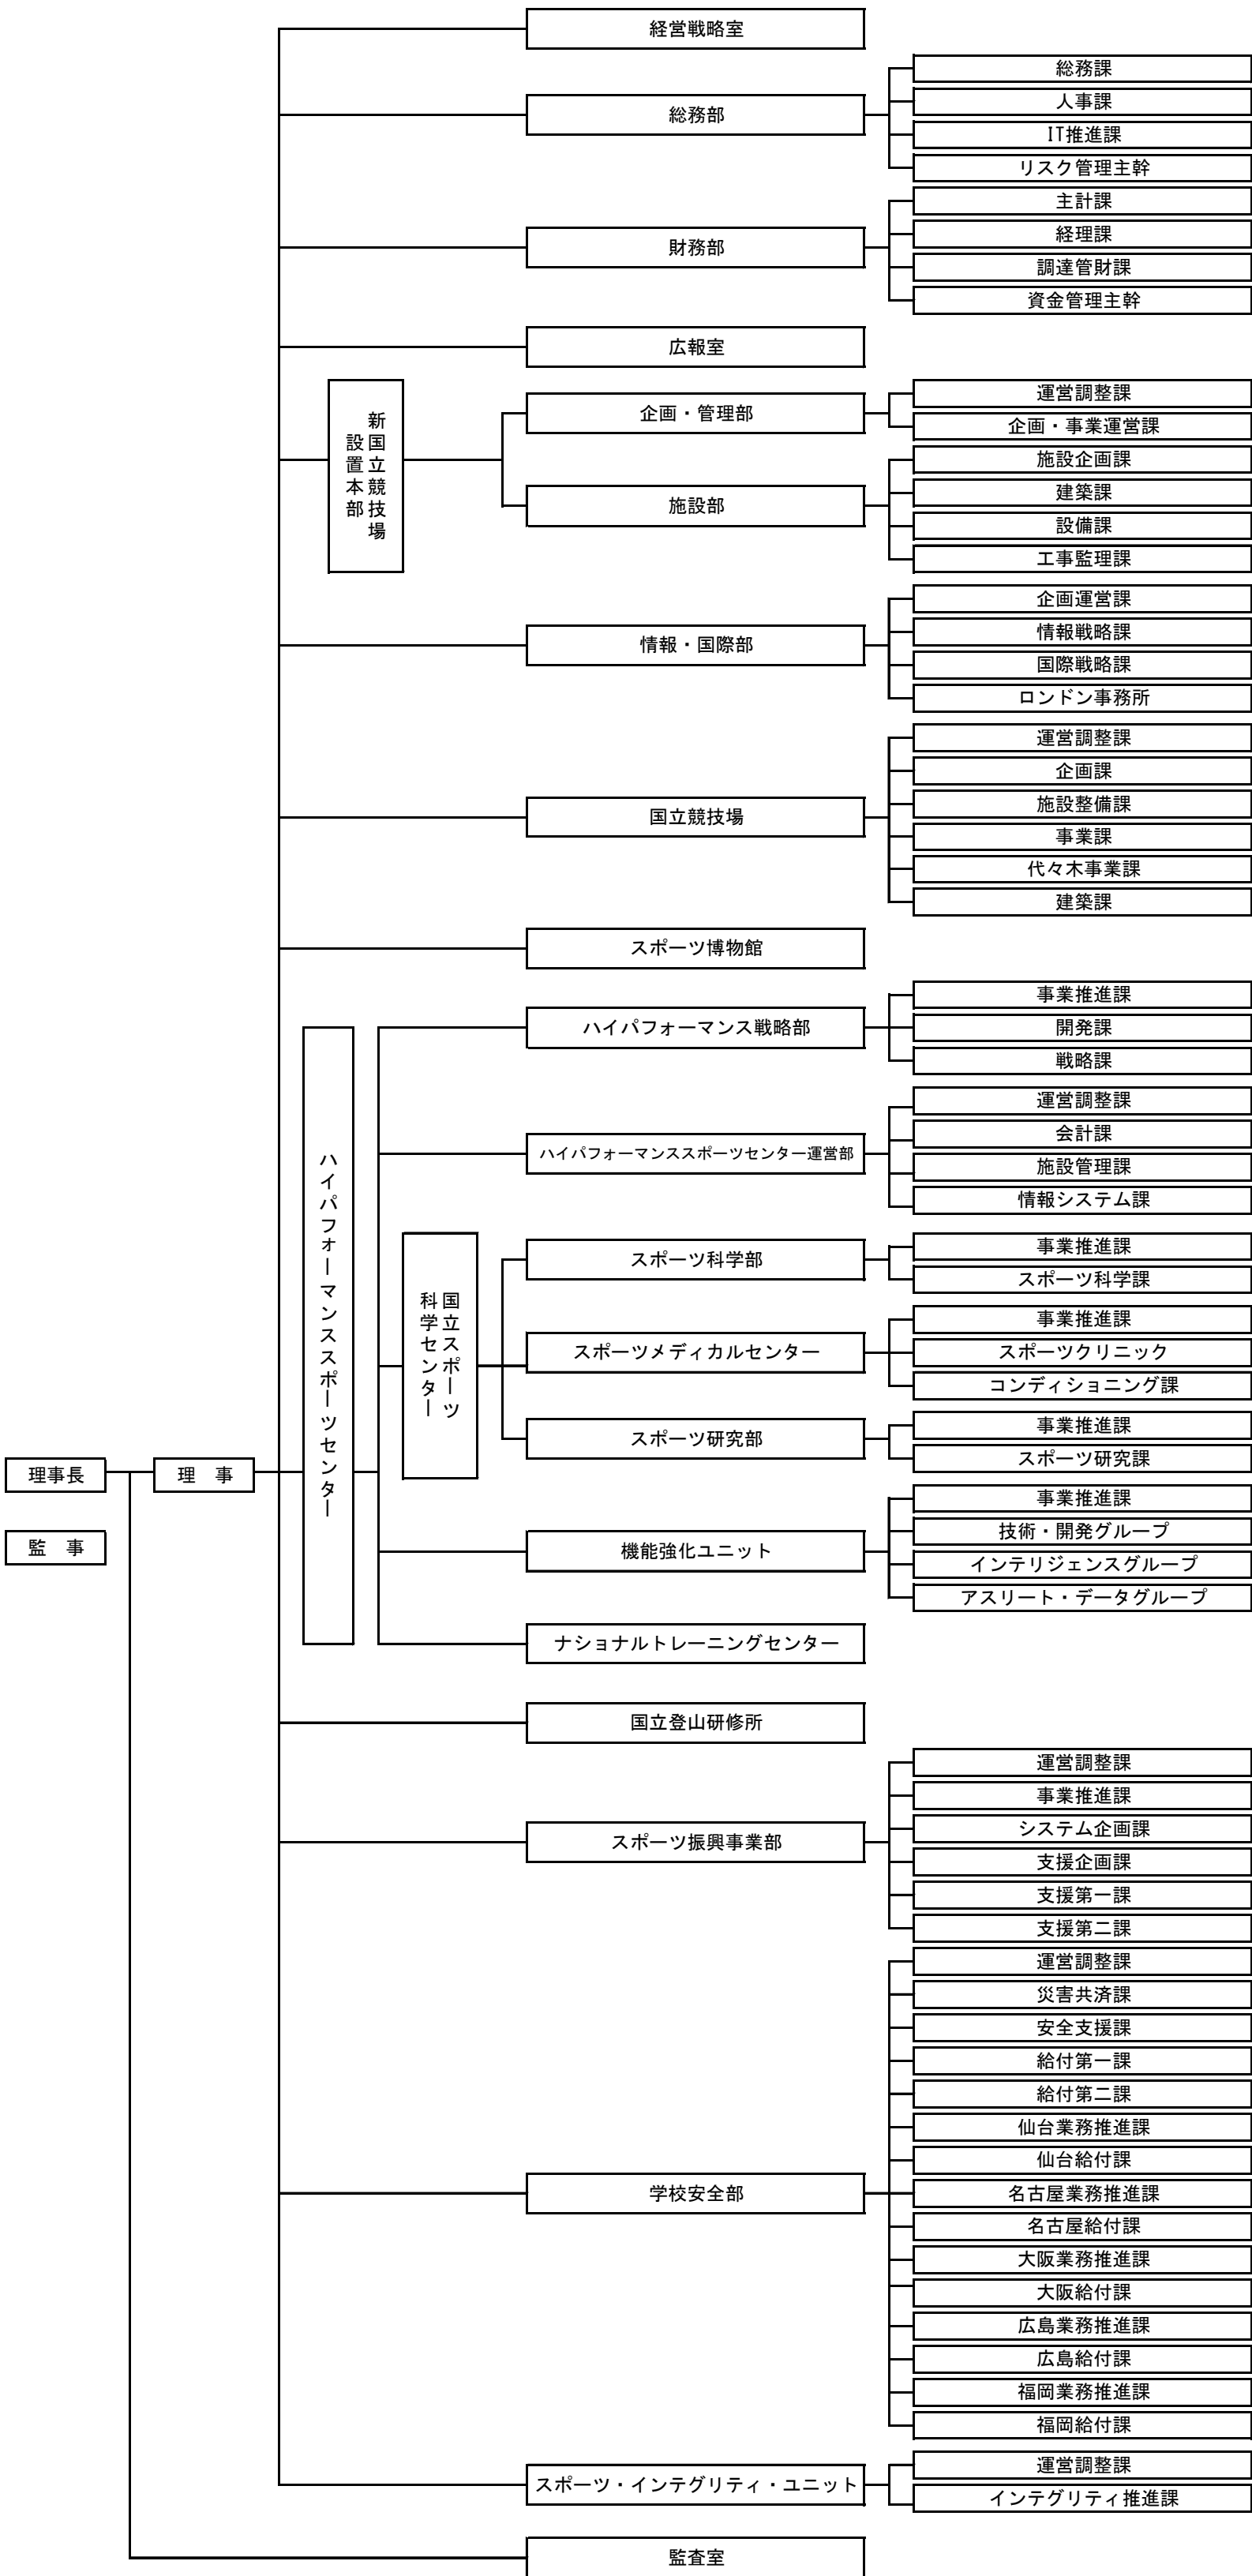 経営戦略室
総務部
総務課
人事課
IT推進課
リスク管理主幹
財務部
主計課
経理課
調達管財課
資金管理主幹
広報室
新国立競技場
設置本部
企画・管理部
運営調整課
企画・事業運営課
施設部
施設企画課
建築課
設備課
工事監理課
情報・国際部
企画運営課
情報戦略課
国際戦略課
ロンドン事務所
国立競技場
運営調整課
企画課
施設整備課
事業課
代々木事業課
建築課
スポーツ博物館
ハイパフォーマンススポーツセンター
ハイパフォーマンス戦略部
事業推進課
開発課
戦略課
ハイパフォーマンススポーツセンター運営部
運営調整課
会計課
施設管理課
情報システム課
国立スポーツ
科学センター
スポーツ科学部
事業推進課
スポーツ科学課
スポーツメディカルセンター
事業推進課
スポーツクリニック
コンディショニング課
スポーツ研究部
事業推進課
スポーツ研究課
理事長
理　事
監　事
機能強化ユニット
事業推進課
技術・開発グループ
インテリジェンスグループ
アスリート・データグループ
ナショナルトレーニングセンター
国立登山研修所
スポーツ振興事業部
運営調整課
事業推進課
システム企画課
支援企画課
支援第一課
支援第二課
学校安全部
運営調整課
災害共済課
安全支援課
給付第一課
給付第二課
仙台業務推進課
仙台給付課
名古屋業務推進課
名古屋給付課
大阪業務推進課
大阪給付課
広島業務推進課
広島給付課
福岡業務推進課
福岡給付課
スポーツ・インテグリティ・ユニット
運営調整課
インテグリティ推進課
監査室